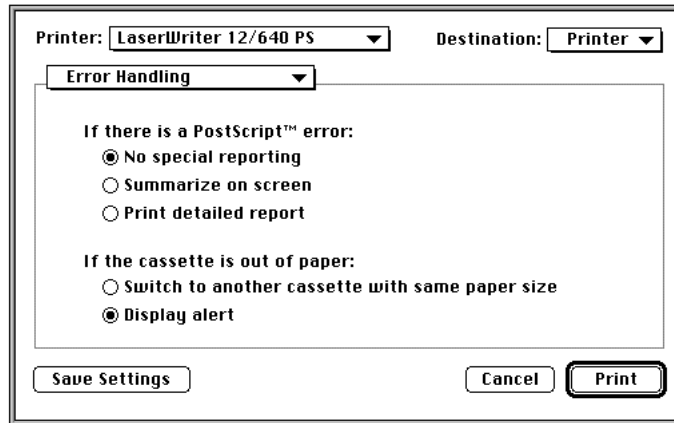 Printer: LaserWriter 12/640 PS Destination: Printer
Error Handling
If there is a PostScript™ error:
No special reporting
Summarize on screen
Print detailed report
If the cassette is out of paper:
Switch to another cassette with same paper size
Display alert
Save Settings Cancel Print